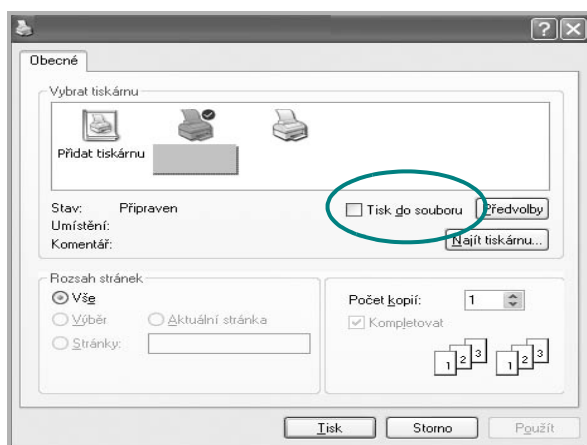 Obecné
Vybrat tiskárnu
Přidat tiskárnu
Stav: Připraven
Umístění:
Komentář:
Tisk do souboru
Předvolby
Najít tiskárnu...
Rozsah stránek
Vše
Výběr Aktuální stránka
Stránky:
Počet kopií: 1
Kompletovat
1 2 3 1 2 3
Tisk Storno Použít